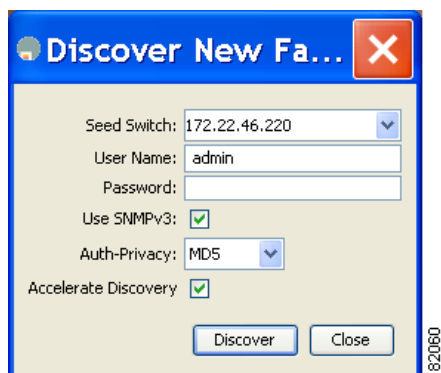 Discover New Fa...
Seed Switch: 172.22.46.220
User Name: admin
Password:
Use SNMPv3:
Auth-Privacy: MD5
Accelerate Discovery
Discover Close
82060